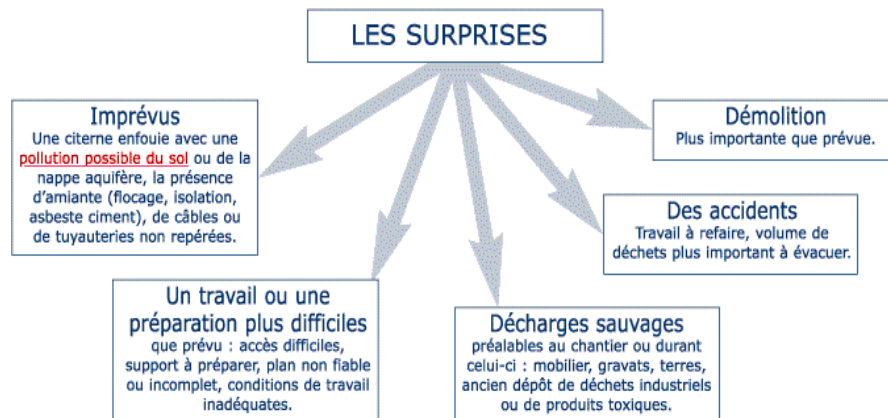 LES SURPRISES
Imprévus
Une citerne enfouie avec une
pollution possible du sol ou de la
nappe aquifère, la présence
d'amiante (flocage, isolation,
asbeste ciment), de câbles ou
de tuyauteries non repérées.
Un travail ou une
préparation plus difficiles
que prévu : accès difficiles,
support à préparer, plan non fiable
ou incomplet, conditions de travail
inadéquates.
Décharges sauvages
préalables au chantier ou durant
celui-ci : mobilier, gravats, terres,
ancien dépôt de déchets industriels
ou de produits toxiques.
Des accidents
Travail à refaire, volume de
déchets plus important à évacuer.
Démolition
Plus importante que prévue.